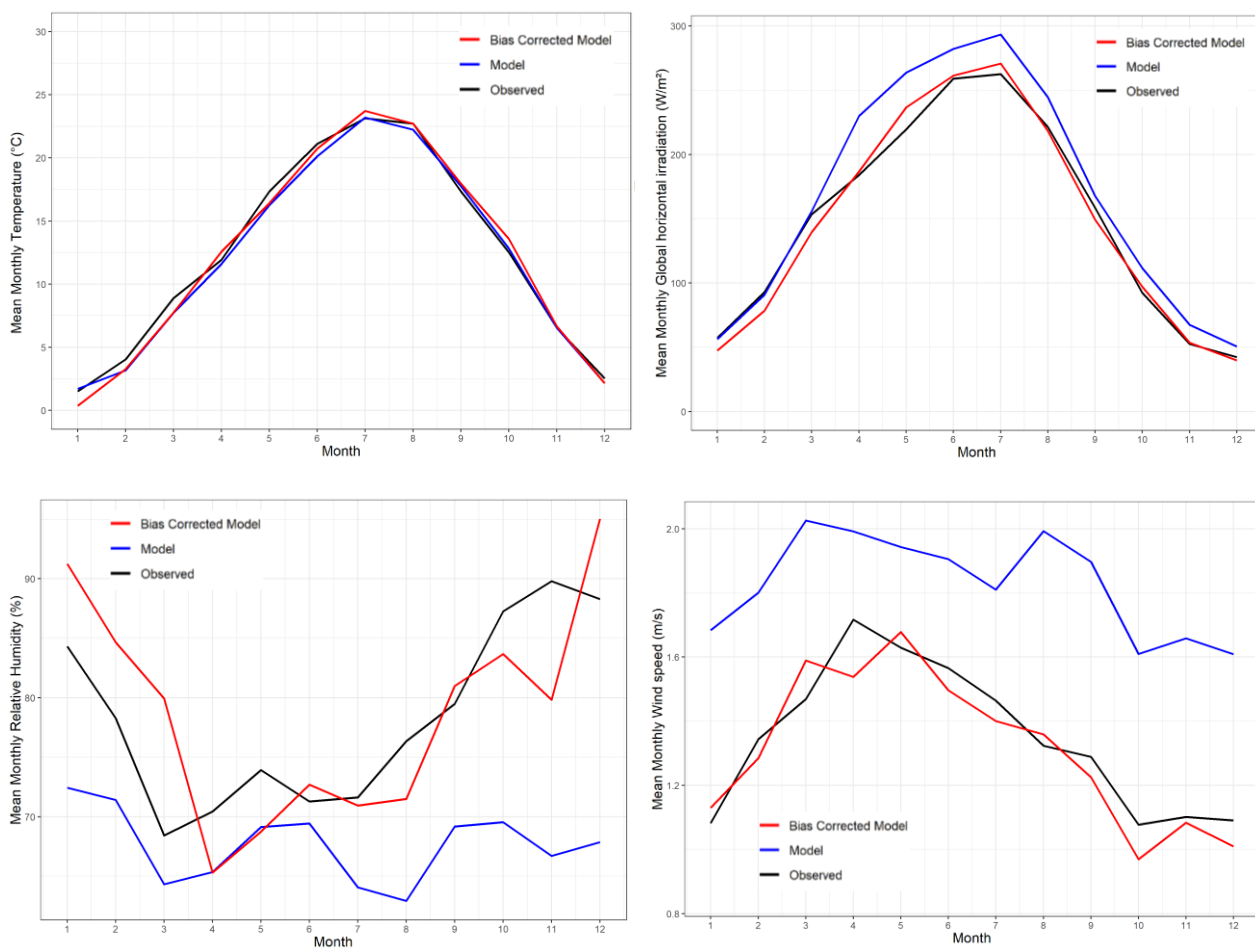 Mean Monthly Temperature (°C)
30
25
20
15
10
5
0
Bias Corrected Model
Model
Observed
1 2 3 4 5 6 7 8 9 10 11 12
Month
Mean Monthly Global horizontal irradiation (W/m²)
300
200
100
0
Bias Corrected Model
Model
Observed
1 2 3 4 5 6 7 8 9 10 11 12
Month
Mean Monthly Relative Humidity (%)
90
80
70
Bias Corrected Model
Model
Observed
1 2 3 4 5 6 7 8 9 10 11 12
Month
Mean Monthly Wind speed (m/s)
2.0
1.6
1.2
0.8
Bias Corrected Model
Model
Observed
1 2 3 4 5 6 7 8 9 10 11 12
Month